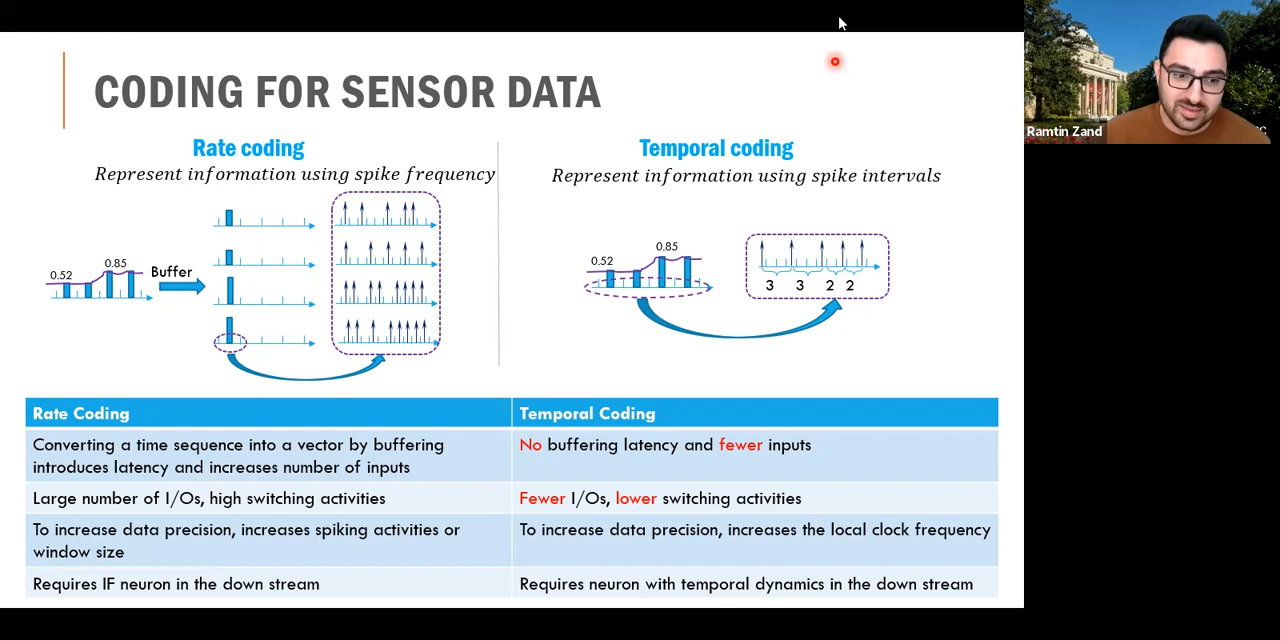 CODING FOR SENSOR DATA
Rate coding
Represent information using spike frequency
0.52
0.85
Buffer
Temporal coding
Represent information using spike intervals
0.52
0.85
3 3 2 2
Rate Coding
Temporal Coding
Converting a time sequence into a vector by buffering
introduces latency and increases number of inputs
No buffering latency and fewer inputs
Large number of I/Os, high switching activities
Fewer I/Os, lower switching activities
To increase data precision, increases spiking activities or
window size
To increase data precision, increases the local clock frequency
Requires IF neuron in the down stream
Requires neuron with temporal dynamics in the down stream
Ramtin Zand